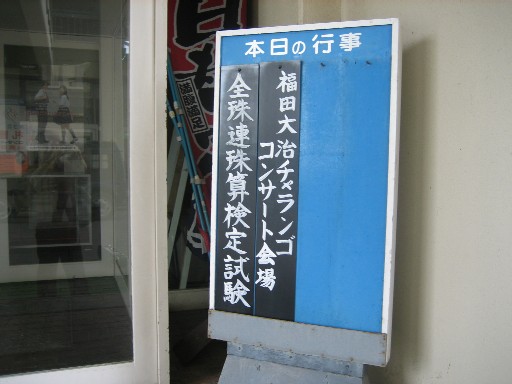 本日の行事
福田大治チャランゴ
コンサート会場
全珠連珠算検定試験